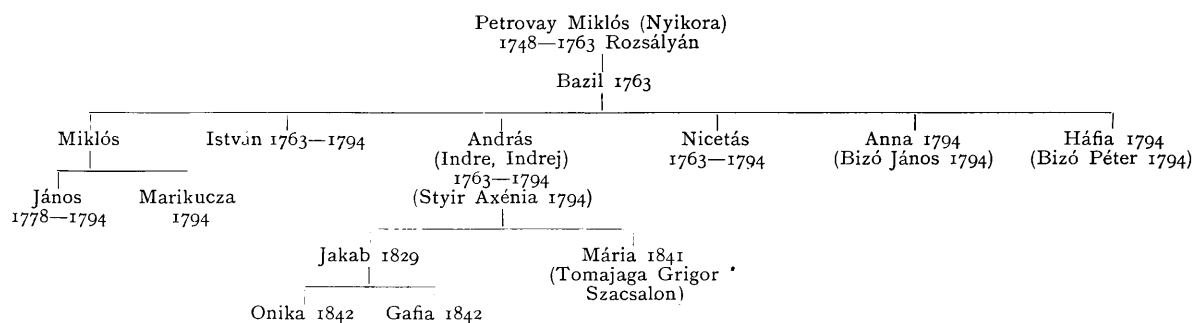 Petrovay Miklós (Nyikora)
1748—1763 Rozsályán
Bazil 1763
Miklós István 1763—1794 András Nicetás Anna 1794 Háfia 1794
(Indre, Indrej) 1763—1794 (Bizó János 1794) (Bizó Péter 1794)
1763—1794
(Styir Axénia 1794)
János Marikucza
1778—1794 1794
Jakab 1829 Mária 1841
(Tomajaga Grigor
Szacsalon)
Onika 1842 Gafia 1842